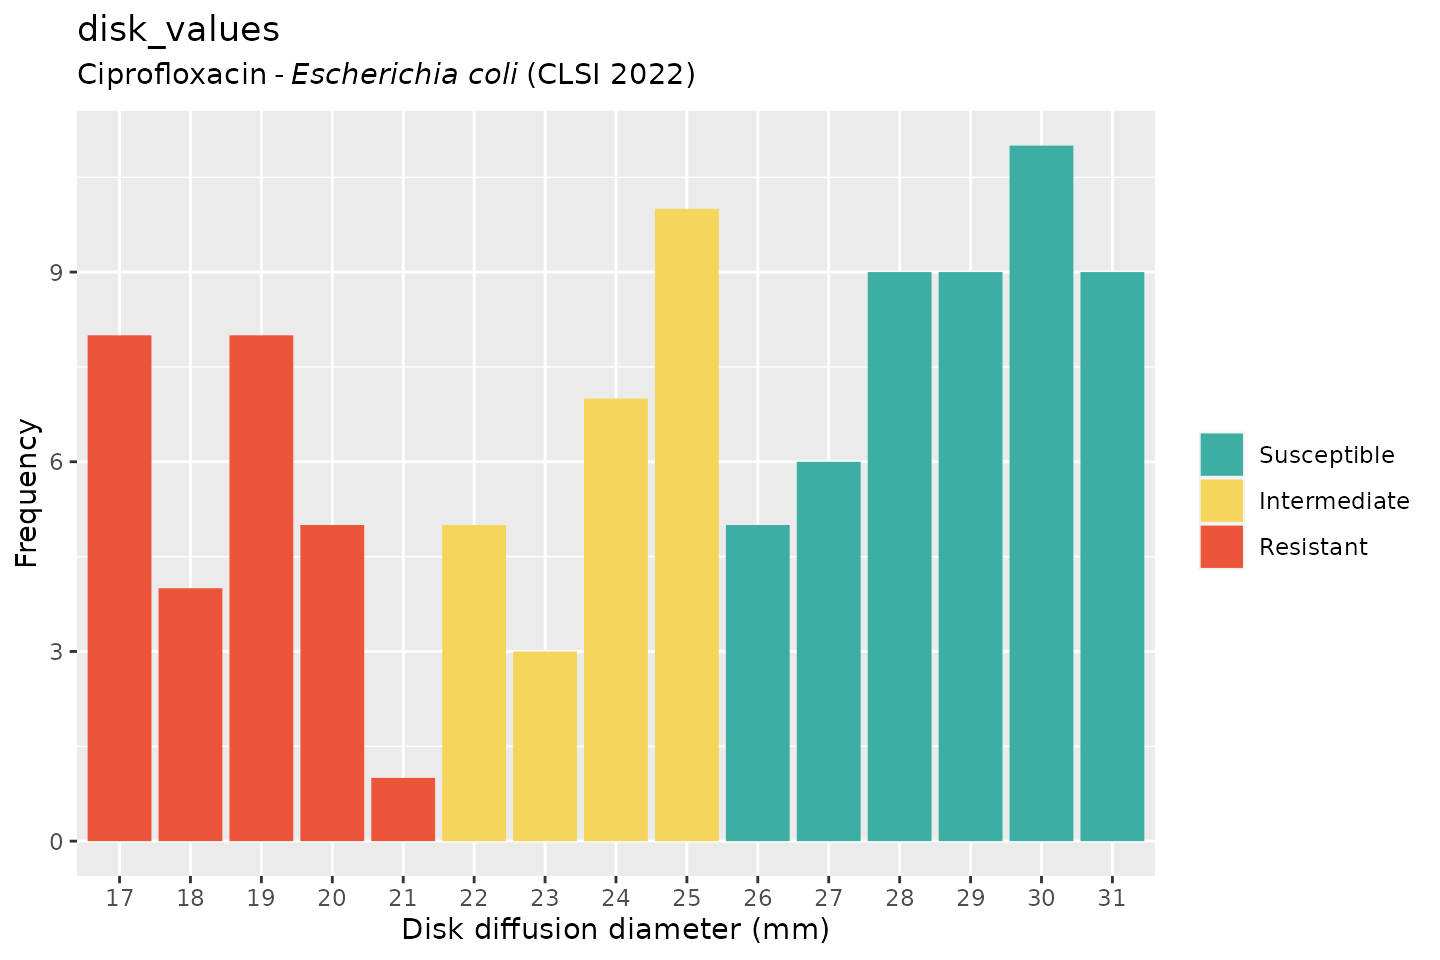 disk_values
Ciprofloxacin - Escherichia coli (CLSI 2022)
Frequency
9
6
3
0
17 18 19 20 21 22 23 24 25 26 27 28 29 30 31
Disk diffusion diameter (mm)
Susceptible
Intermediate
Resistant